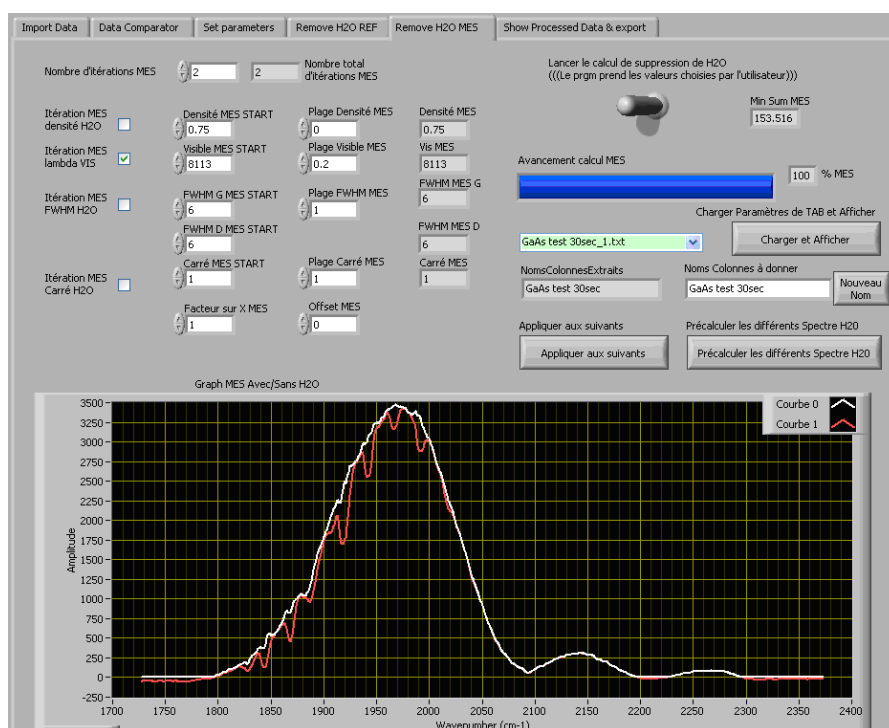 Import Data
Data Comparator
Set parameters
Remove H2O REF
Remove H2O MES
Show Processed Data & export
Nombre d'itérations MES
2
2
Nombre total
d'itérations MES
Lancer le calcul de suppression de H2O
(((Le prgm prend les valeurs choisies par l'utilisateur)))
Min Sum MES
153.516
Itération MES
densité H2O
Densité MES START
0.75
Plage Densité MES
0
Densité MES
0.75
Itération MES
lambda VIS
Visible MES START
8113
Plage Visible MES
0.2
Vis MES
8113
Avancement calcul MES
100
% MES
Itération MES
FWHM H2O
FWHM G MES START
6
Plage FWHM MES
1
FWHM MES G
6
FWHM D MES START
6
FWHM MES D
6
Charger Paramètres de TAB et Afficher
GaAs test 30sec_1.txt
Charger et Afficher
Itération MES
Carré H2O
Carré MES START
1
Plage Carré MES
1
Carré MES
1
NomsColonnesExtraits
GaAs test 30sec
Noms Colonnes à donner
GaAs test 30sec
Nouveau
Nom
Facteur sur X MES
1
Offset MES
0
Appliquer aux suivants
Appliquer aux suivants
Précalculer les différents Spectre H20
Précalculer les différents Spectre H20
Graph MES Avec/Sans H2O
Courbe 0
Courbe 1
Amplitude
3500
3250
3000
2750
2500
2250
2000
1750
1500
1250
1000
750
500
250
0
-250
1700
1750
1800
1850
1900
1950
2000
2050
2100
2150
2200
2250
2300
2350
2400
Wavenumber (cm-1)